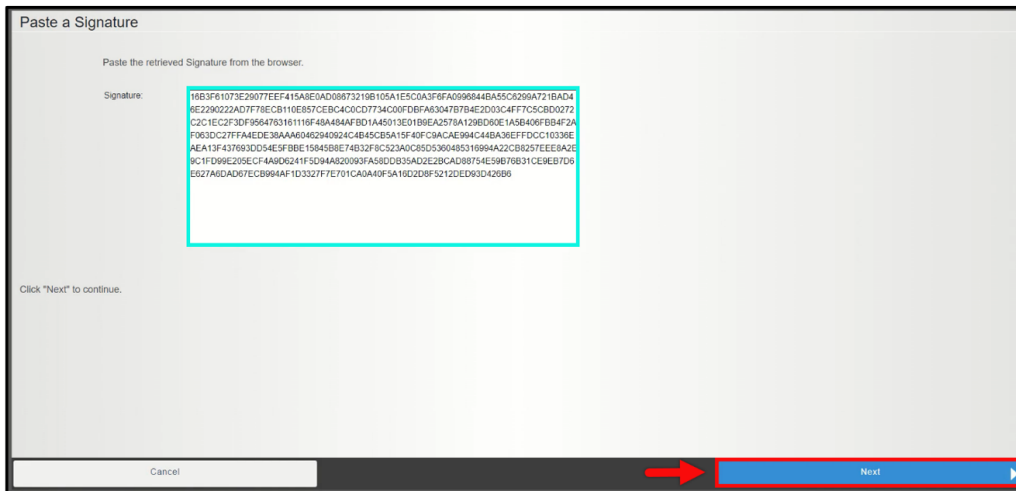 Paste a Signature
Paste the retrieved Signature from the browser.
Signature:
16B3F61073E29077EEF415A8E0AD08673219B105A1E5C0A3F6FA0996844BA55C6299A721BAD4
6E2290222AD7F78ECB110E857CEBC4C0CD7734C00FDBFA63047B7B4E2D03C4FF7C5CBD0272
C2C1EC2F3DF9564763161116F48A484AFBD1A45013E01B9EA2578A129BD60E1A5B406FBB4F2A
F063DC27FFA4EDE38AAA60462940924C4B45CB5A15F40FC9ACAE994C44BA36EFFDCC10336E
AEA13F437693DD54E5FBBE15845B8E74B32F8C523A0C85D5360485316994A22CB8257EEE8A2E
9C1FD99E205ECF4A9D6241F5D94A820093FA58DDB35AD2E2BCAD88754E59B76B31CE9EB7D6
E627A6DAD67ECB994AF1D3327F7E701CA0A40F5A16D2D8F5212DED93D426B6
Click "Next" to continue.
Cancel
Next